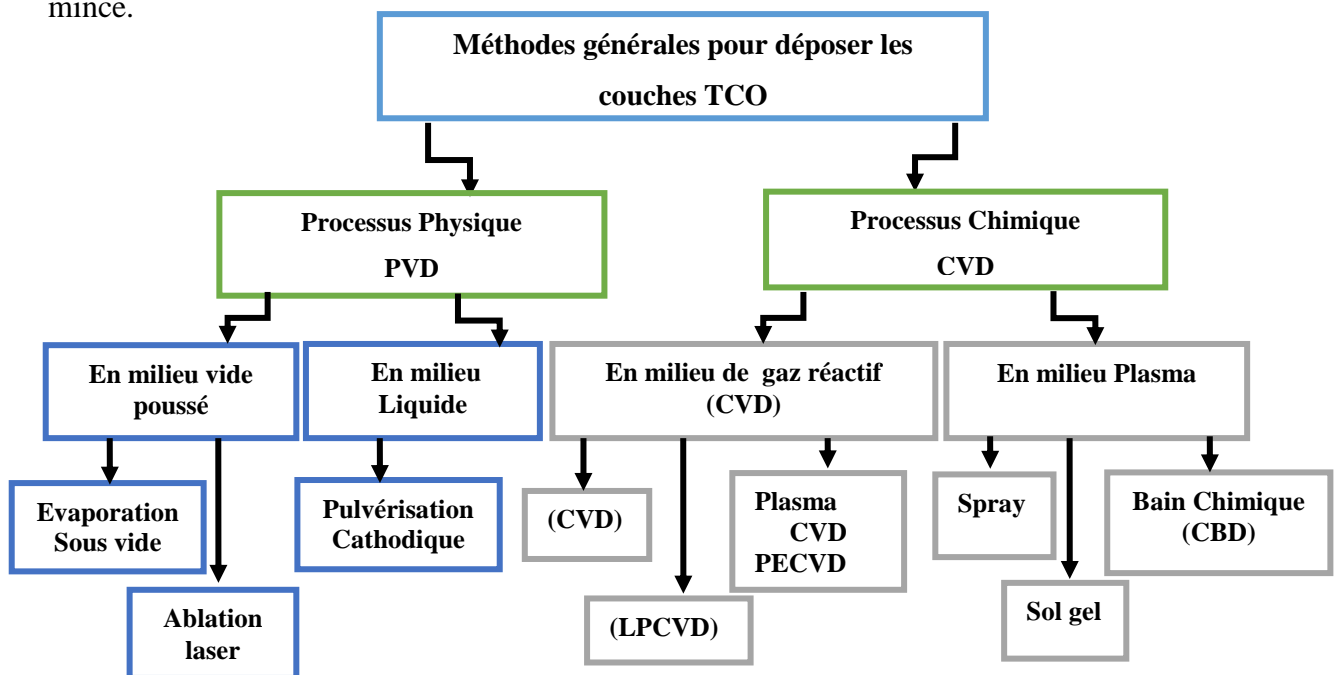 mince.
Méthodes générales pour déposer les
couches TCO
Processus Physique
PVD
Processus Chimique
CVD
En milieu vide
poussé
En milieu
Liquide
En milieu de gaz réactif
(CVD)
En milieu Plasma
Evaporation
Sous vide
Pulvérisation
Cathodique
(CVD)
Plasma
CVD
PECVD
Spray
Bain Chimique
(CBD)
Ablation
laser
(LPCVD)
Sol gel